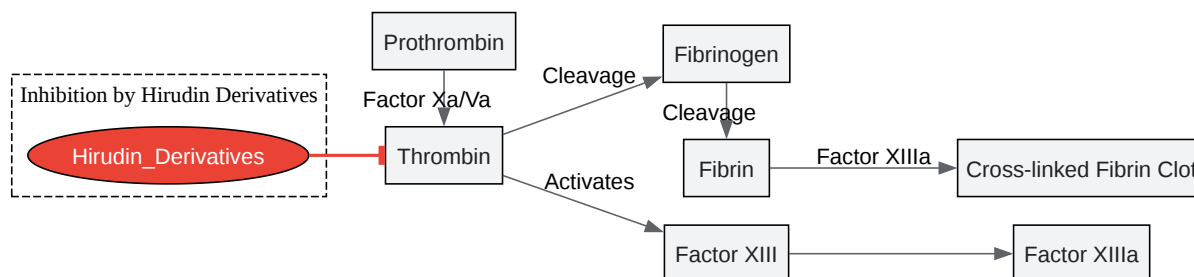 Prothrombin
Fibrinogen
Cleavage
Inhibition by Hirudin Derivatives
Factor Xa/Va
Cleavage
Hirudin_Derivatives
Thrombin
Fibrin
Factor XIIIa
Cross-linked Fibrin Clot
Activates
Factor XIII
Factor XIIIa